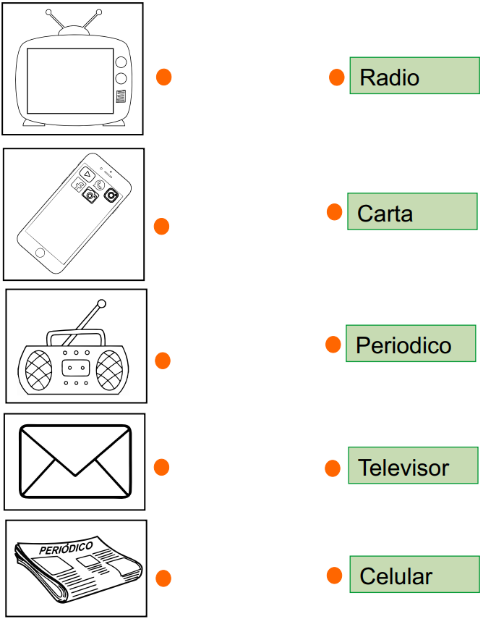 Radio
Carta
Periodico
Televisor
PERIÓDICO
Celular